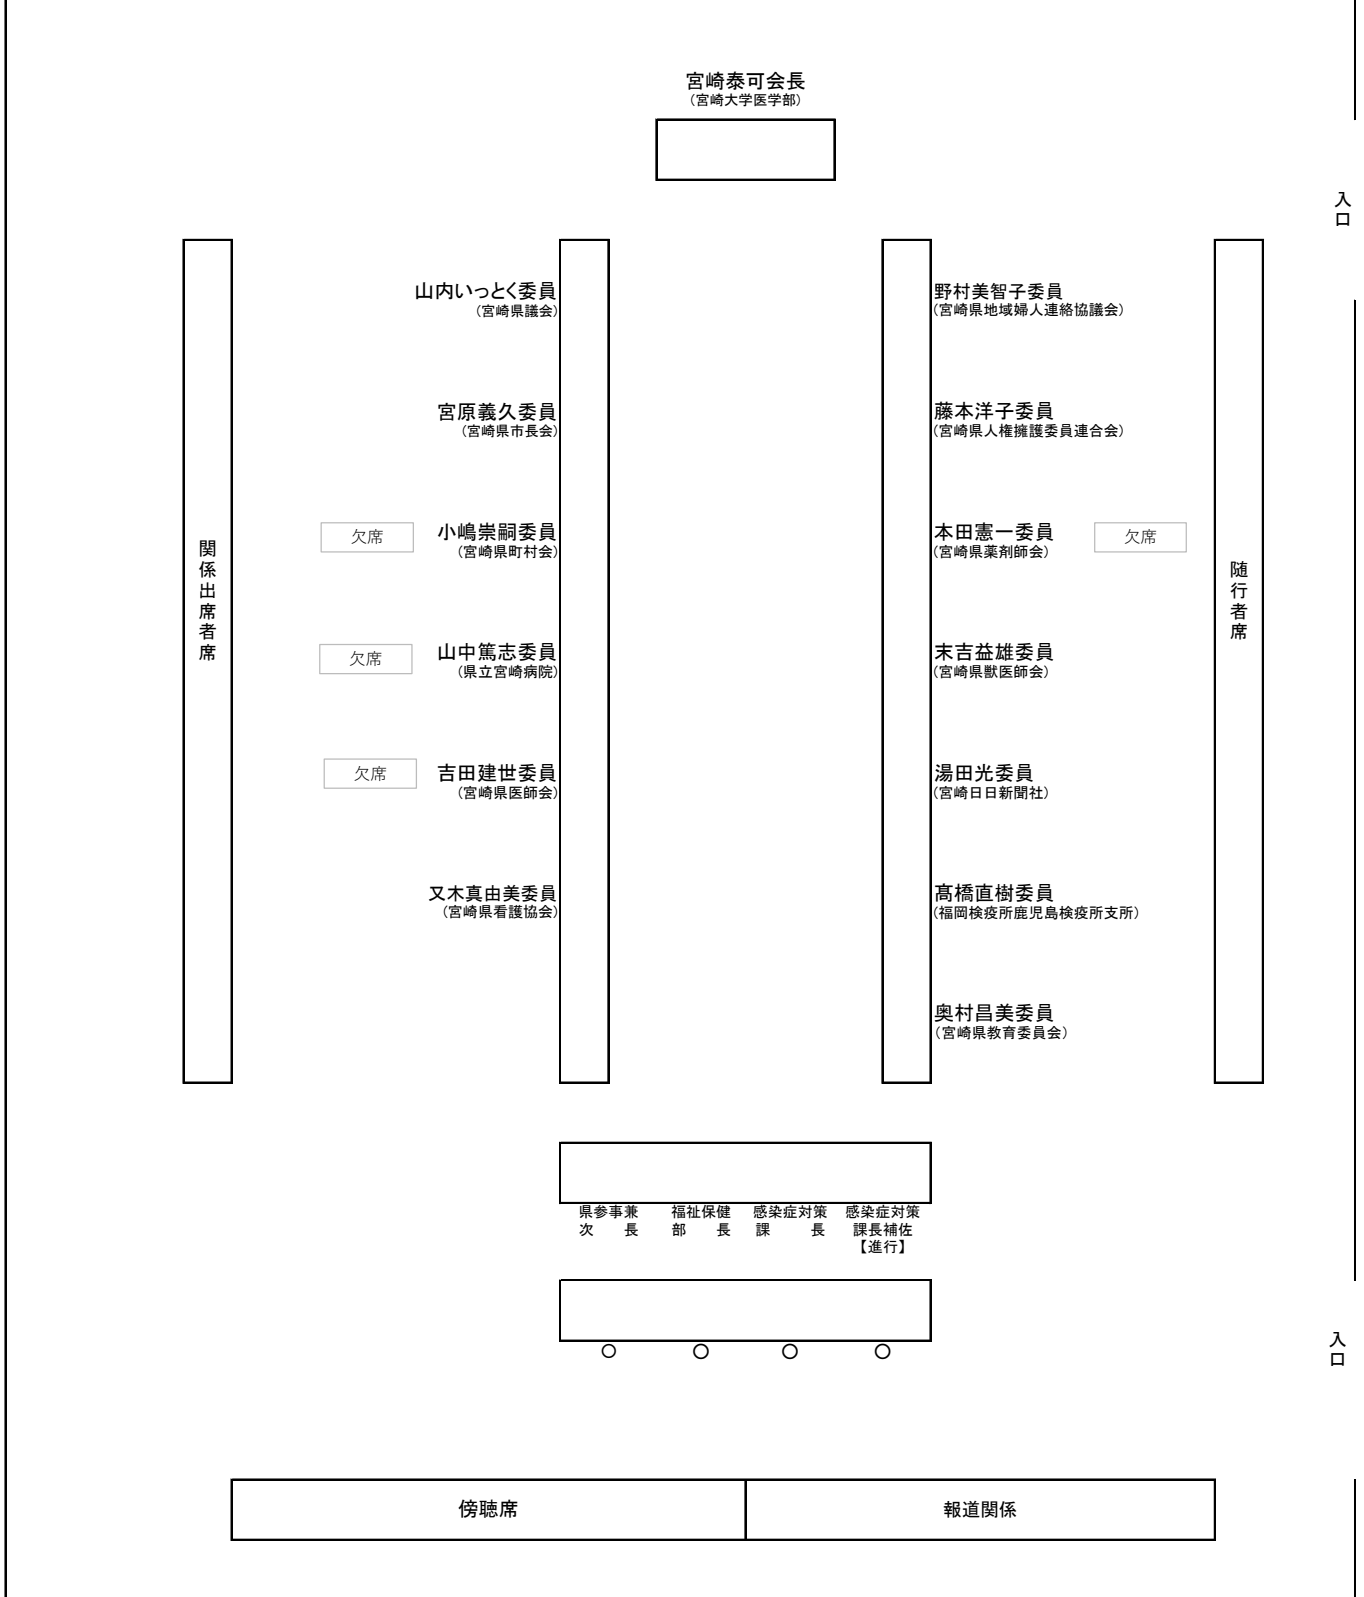 宮崎泰可会長
（宮崎大学医学部）
入口
山内いっとく委員
（宮崎県議会）
野村美智子委員
（宮崎県地域婦人連絡協議会）
宮原義久委員
（宮崎県市長会）
藤本洋子委員
（宮崎県人権擁護委員連合会）
欠席
小嶋崇嗣委員
（宮崎県町村会）
本田憲一委員
（宮崎県薬剤師会）
欠席
関係出席者席
随行者席
欠席
山中篤志委員
（県立宮崎病院）
末吉益雄委員
（宮崎県獣医師会）
欠席
吉田建世委員
（宮崎県医師会）
湯田光委員
（宮崎日日新聞社）
又木真由美委員
（宮崎県看護協会）
髙橋直樹委員
（福岡検疫所鹿児島検疫所支所）
奥村昌美委員
（宮崎県教育委員会）
県参事兼
次　長
福祉保健
部　長
感染症対策
課　長
感染症対策
課長補佐
【進行】
○ ○ ○ ○
入口
傍聴席
報道関係